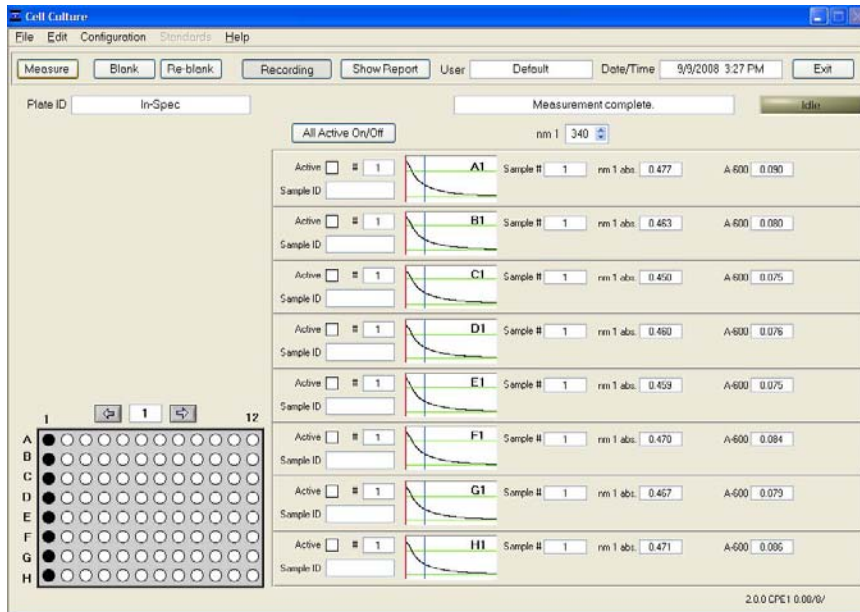 Cell Culture
File Edit Configuration Standards Help
Measure Blank Re-blank Recording Show Report User Default Date/Time 9/9/2008 3:27 PM Exit
Plate ID In-Spec Measurement complete. Idle
All Active On/Off nm 1 340
Active # 1 A1 Sample # 1 nm 1 abs. 0.477 A-600 0.090
Sample ID
Active # 1 B1 Sample # 1 nm 1 abs. 0.463 A-600 0.080
Sample ID
Active # 1 C1 Sample # 1 nm 1 abs. 0.450 A-600 0.075
Sample ID
Active # 1 D1 Sample # 1 nm 1 abs. 0.460 A-600 0.076
Sample ID
Active # 1 E1 Sample # 1 nm 1 abs. 0.459 A-600 0.075
Sample ID
Active # 1 F1 Sample # 1 nm 1 abs. 0.470 A-600 0.084
Sample ID
Active # 1 G1 Sample # 1 nm 1 abs. 0.467 A-600 0.079
Sample ID
Active # 1 H1 Sample # 1 nm 1 abs. 0.471 A-600 0.086
Sample ID
1 1 12
A
B
C
D
E
F
G
H
2.0.0 CPE1 0.00/0/